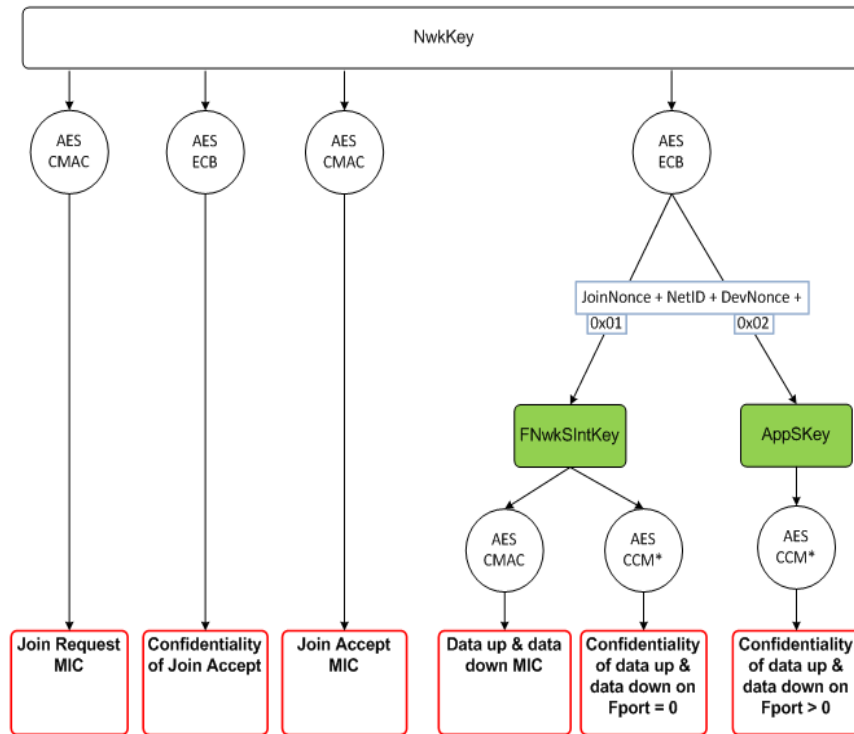 NwkKey
AES
CMAC
AES
ECB
AES
CMAC
AES
ECB
JoinNonce + NetID + DevNonce +
0x01
0x02
FNwkSIntKey
AppSKey
AES
CMAC
AES
CCM*
AES
CCM*
Join Request
MIC
Confidentiality
of Join Accept
Join Accept
MIC
Data up & data
down MIC
Confidentiality
of data up &
data down on
Fport = 0
Confidentiality
of data up &
data down on
Fport > 0